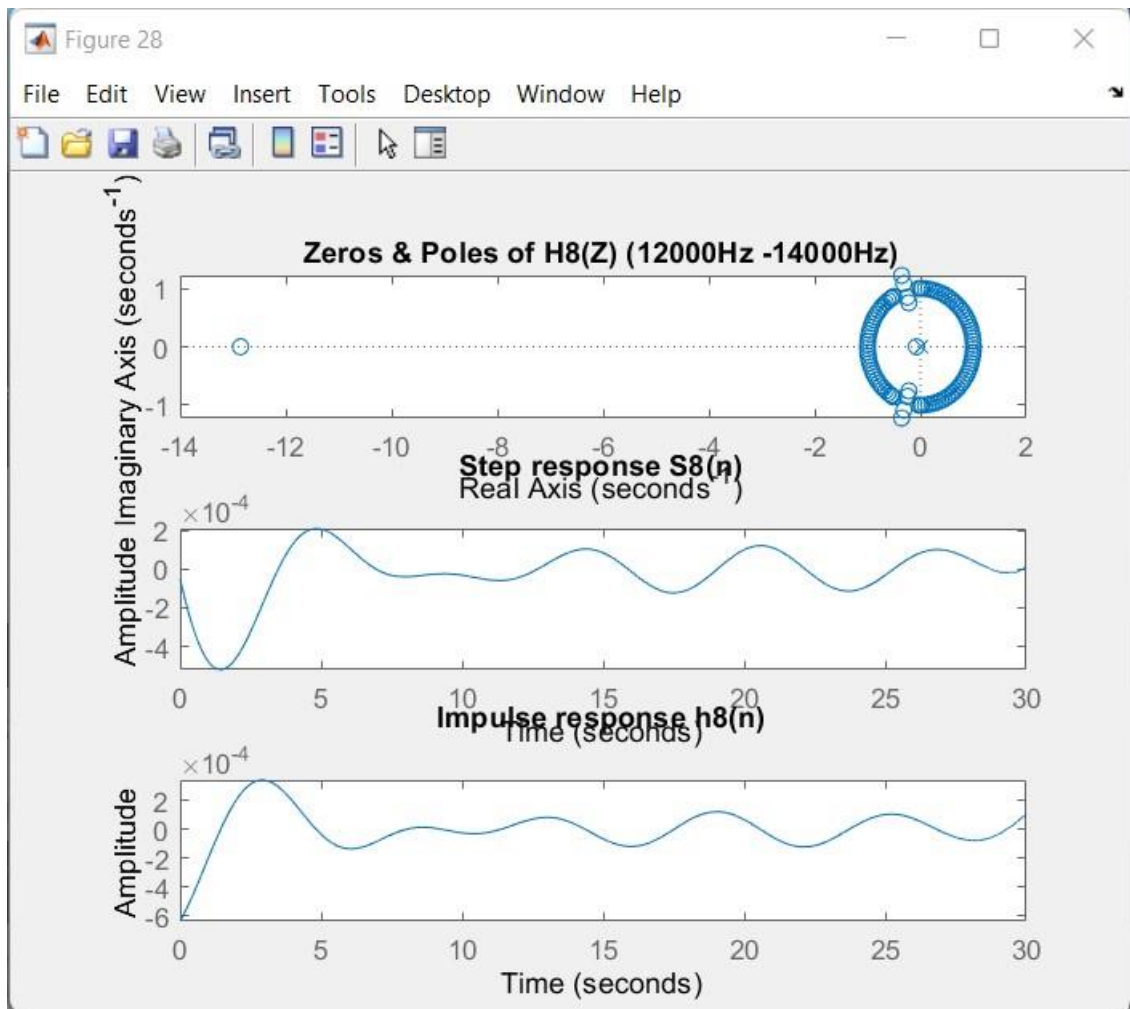 Figure 28
File Edit View Insert Tools Desktop Window Help
Zeros & Poles of H8(Z) (12000Hz -14000Hz)
Imaginary Axis (seconds⁻¹)
1
0
-1
-14 -12 -10 -8 -6 -4 -2 0 2
Real Axis (seconds⁻¹)
Step response S8(n)
×10⁻⁴
Amplitude
2
0
-2
-4
0 5 10 15 20 25 30
Time (seconds)
Impulse response h8(n)
×10⁻⁴
Amplitude
2
0
-2
-4
-6
0 5 10 15 20 25 30
Time (seconds)